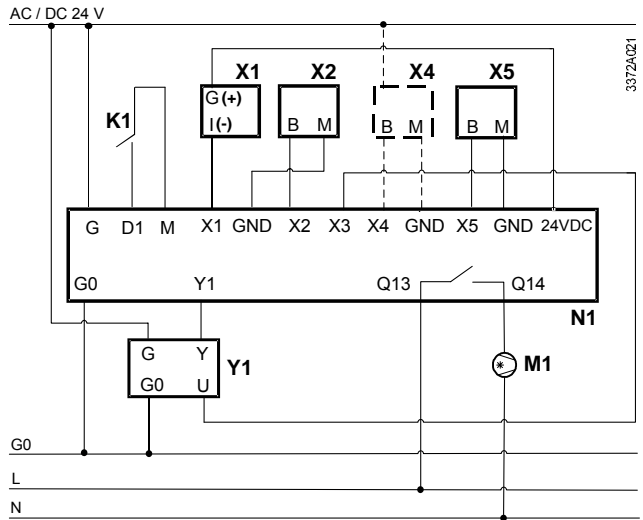 AC / DC 24 V
3372A021
X1 X2 X4 X5
G (+)
K1
I (-) B M B M B M
G D1 M X1 GND X2 X3 X4 GND X5 GND 24VDC
G0 Y1 Q13 Q14
N1
G Y
Y1 M1
G0 U
G0
L
N